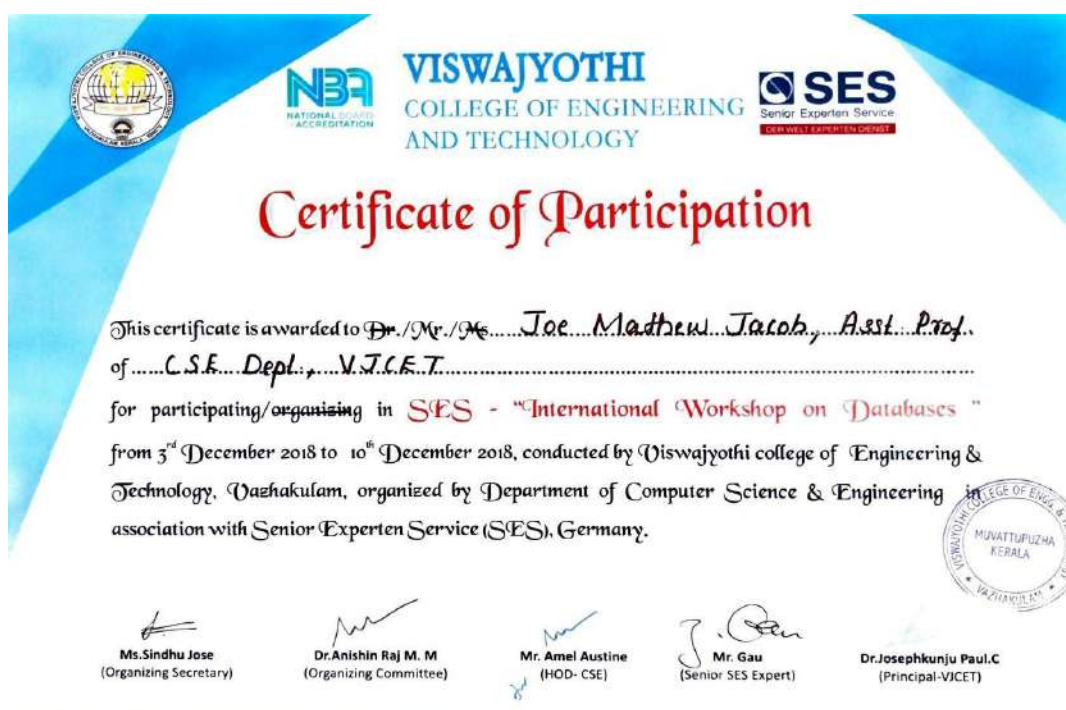 NBA
NATIONAL BOARD
ACCREDITATION
VISWAJYOTHI
COLLEGE OF ENGINEERING
AND TECHNOLOGY
SES
Senior Experten Service
DER WELT EXPERTEN DIENST
Certificate of Participation
This certificate is awarded to Dr./Mr./Ms......Joe Mathew Jacob, Asst. Prof.
of ......CSE Dept., VJCET......
for participating/organizing in SES - "International Workshop on Databases "
from 3rd December 2018 to 10th December 2018, conducted by Viswajyothi college of Engineering &
Technology, Vazhakulam, organized by Department of Computer Science & Engineering in
association with Senior Experten Service (SES), Germany.
MUVATTUPUZHA
KERALA
VAZHAKULAM
Ms.Sindhu Jose
(Organizing Secretary)
Dr.Anishin Raj M. M
(Organizing Committee)
Mr. Amel Austine
(HOD- CSE)
Mr. Gau
(Senior SES Expert)
Dr.Josephkunju Paul.C
(Principal-VJCET)